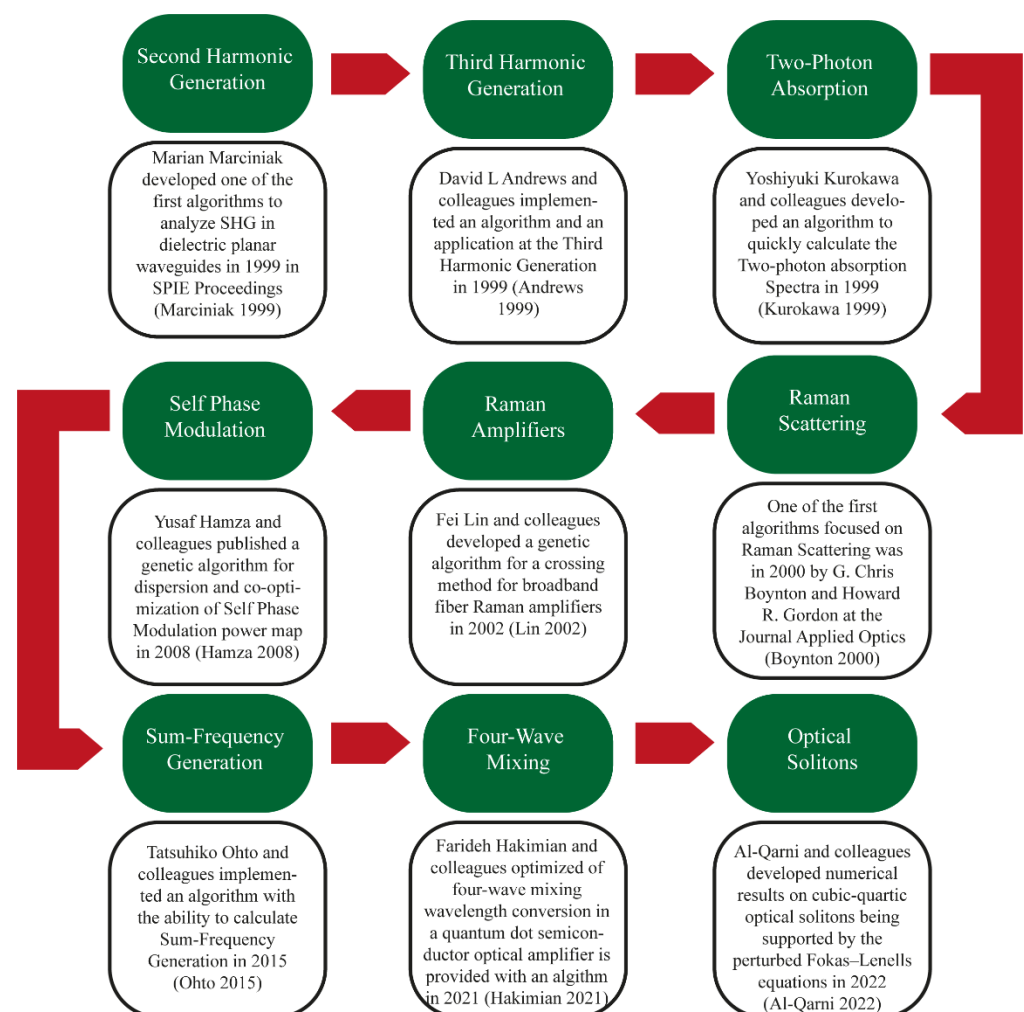 Second Harmonic
Generation
Marian Marciniak
developed one of the
first algorithms to
analyze SHG in
dielectric planar
waveguides in 1999 in
SPIE Proceedings
(Marciniak 1999)
Third Harmonic
Generation
David L Andrews and
colleagues implemen-
ted an algorithm and an
application at the Third
Harmonic Generation
in 1999 (Andrews
1999)
Two-Photon
Absorption
Yoshiyuki Kurokawa
and colleagues develo-
ped an algorithm to
quickly calculate the
Two-photon absorption
Spectra in 1999
(Kurokawa 1999)
Raman
Scattering
One of the first
algorithms focused on
Raman Scattering was
in 2000 by G. Chris
Boynton and Howard
R. Gordon at the
Journal Applied Optics
(Boynton 2000)
Raman
Amplifiers
Fei Lin and colleagues
developed a genetic
algorithm for a crossing
method for broadband
fiber Raman amplifiers
in 2002 (Lin 2002)
Self Phase
Modulation
Yusaf Hamza and
colleagues published a
genetic algorithm for
dispersion and co-opti-
mization of Self Phase
Modulation power map
in 2008 (Hamza 2008)
Sum-Frequency
Generation
Tatsuhiko Ohto and
colleagues implemen-
ted an algorithm with
the ability to calculate
Sum-Frequency
Generation in 2015
(Ohto 2015)
Four-Wave
Mixing
Farideh Hakimian and
colleagues optimized of
four-wave mixing
wavelength conversion in
a quantum dot semicon-
ductor optical amplifier is
provided with an algithm
in 2021 (Hakimian 2021)
Optical
Solitons
Al-Qarni and colleagues
developed numerical
results on cubic-quartic
optical solitons being
supported by the
perturbed Fokas–Lenells
equations in 2022
(Al-Qarni 2022)